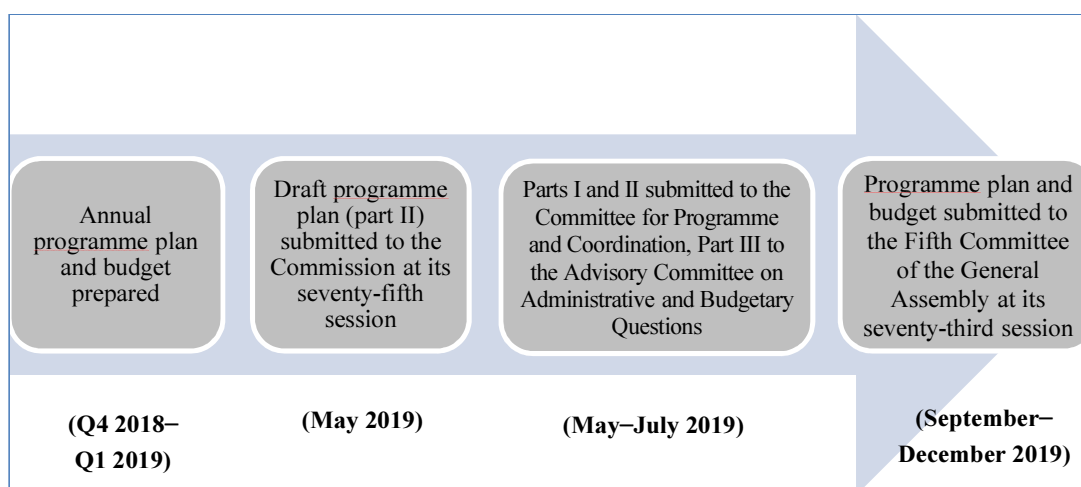 Annual
programme plan
and budget
prepared
Draft programme
plan (part II)
submitted to the
Commission at its
seventy-fifth
session
Parts I and II submitted to the
Committee for Programme
and Coordination, Part III to
the Advisory Committee on
Administrative and Budgetary
Questions
Programme plan and
budget submitted to
the Fifth Committee
of the General
Assembly at its
seventy-third session
(Q4 2018–
Q1 2019)
(May 2019)
(May–July 2019)
(September–
December 2019)